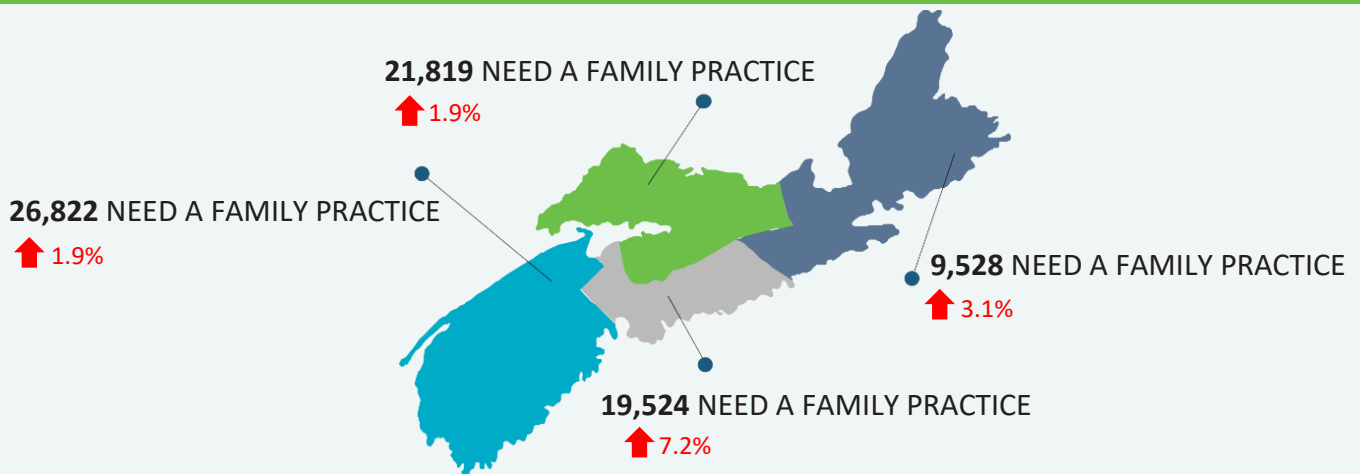 21,819 NEED A FAMILY PRACTICE
1.9%
26,822 NEED A FAMILY PRACTICE
1.9%
9,528 NEED A FAMILY PRACTICE
3.1%
19,524 NEED A FAMILY PRACTICE
7.2%